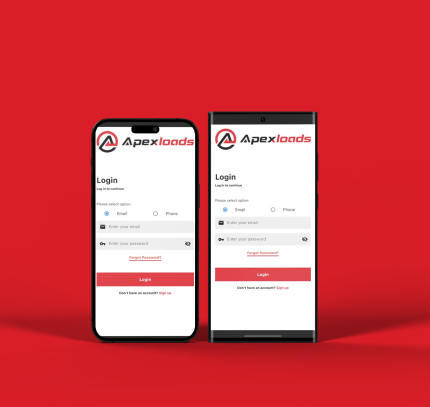 Apexloads
Login
Log in to continue
Please select option
Email
Phone
Enter your email
Enter your password
Forgot Password?
Login
Don't have an account? Sign up
Apexloads
Login
Log in to continue
Please select option
Email
Phone
Enter your email
Enter your password
Forgot Password?
Login
Don't have an account? Sign up